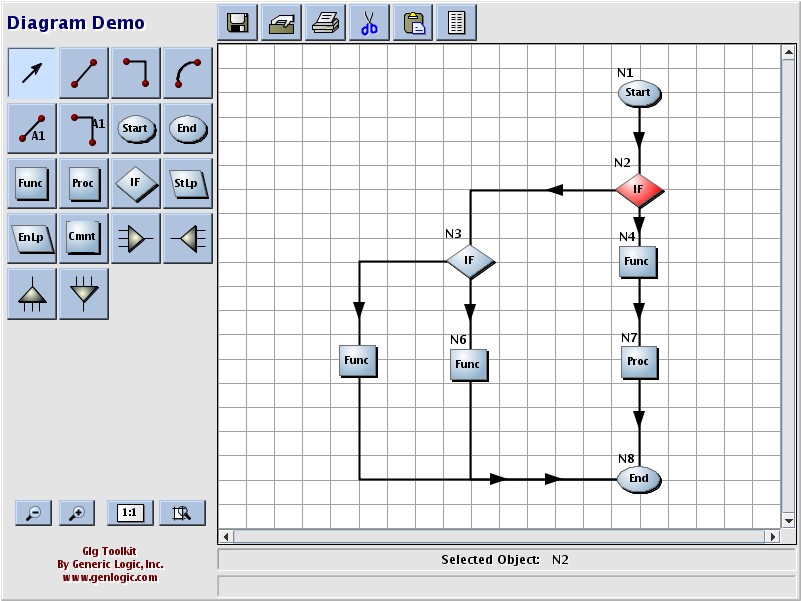 Diagram Demo
A1
A1
Start
End
Func
Proc
IF
StLp
EnLp
Cmnt
1:1
Glg Toolkit
By Generic Logic, Inc.
www.genlogic.com
N1
Start
N2
IF
N3
IF
N4
Func
Func
N6
Func
N7
Proc
N8
End
Selected Object: N2